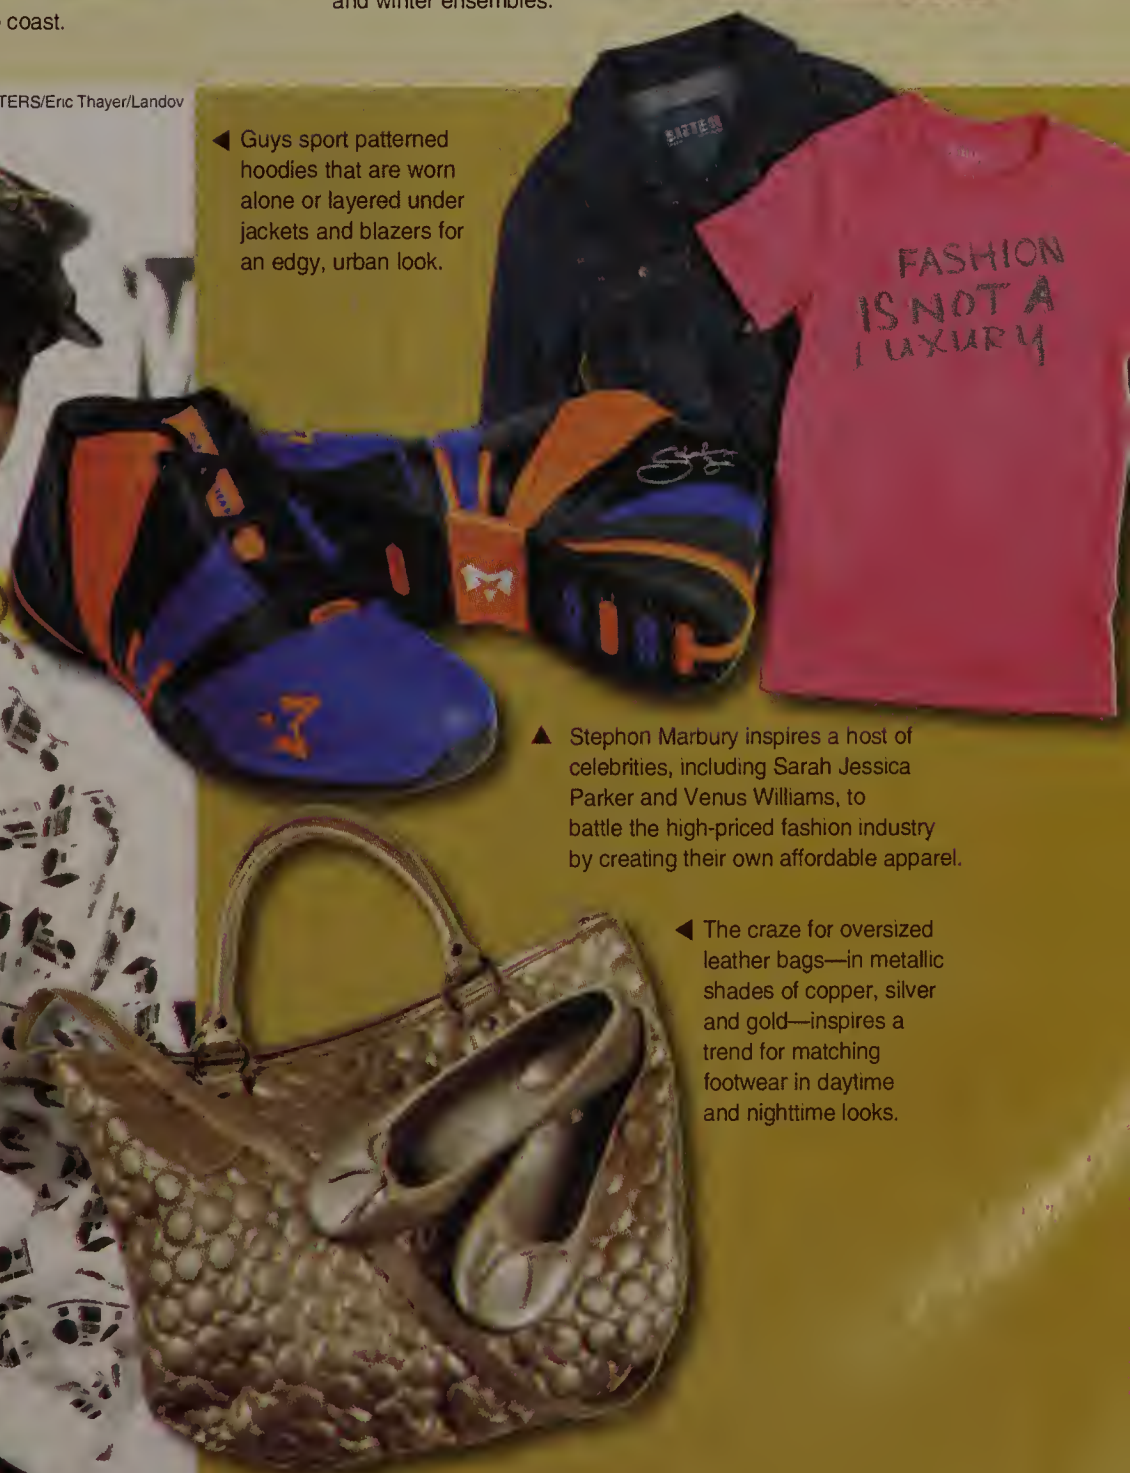 coast.
and winter ensembles.
TERS/Eric Thayer/Landov
◀ Guys sport patterned
hoodies that are worn
alone or layered under
jackets and blazers for
an edgy, urban look.
FASHION
IS NOT A
LUXURY
▲ Stephon Marbury inspires a host of
celebrities, including Sarah Jessica
Parker and Venus Williams, to
battle the high-priced fashion industry
by creating their own affordable apparel.
◀ The craze for oversized
leather bags—in metallic
shades of copper, silver
and gold—inspires a
trend for matching
footwear in daytime
and nighttime looks.